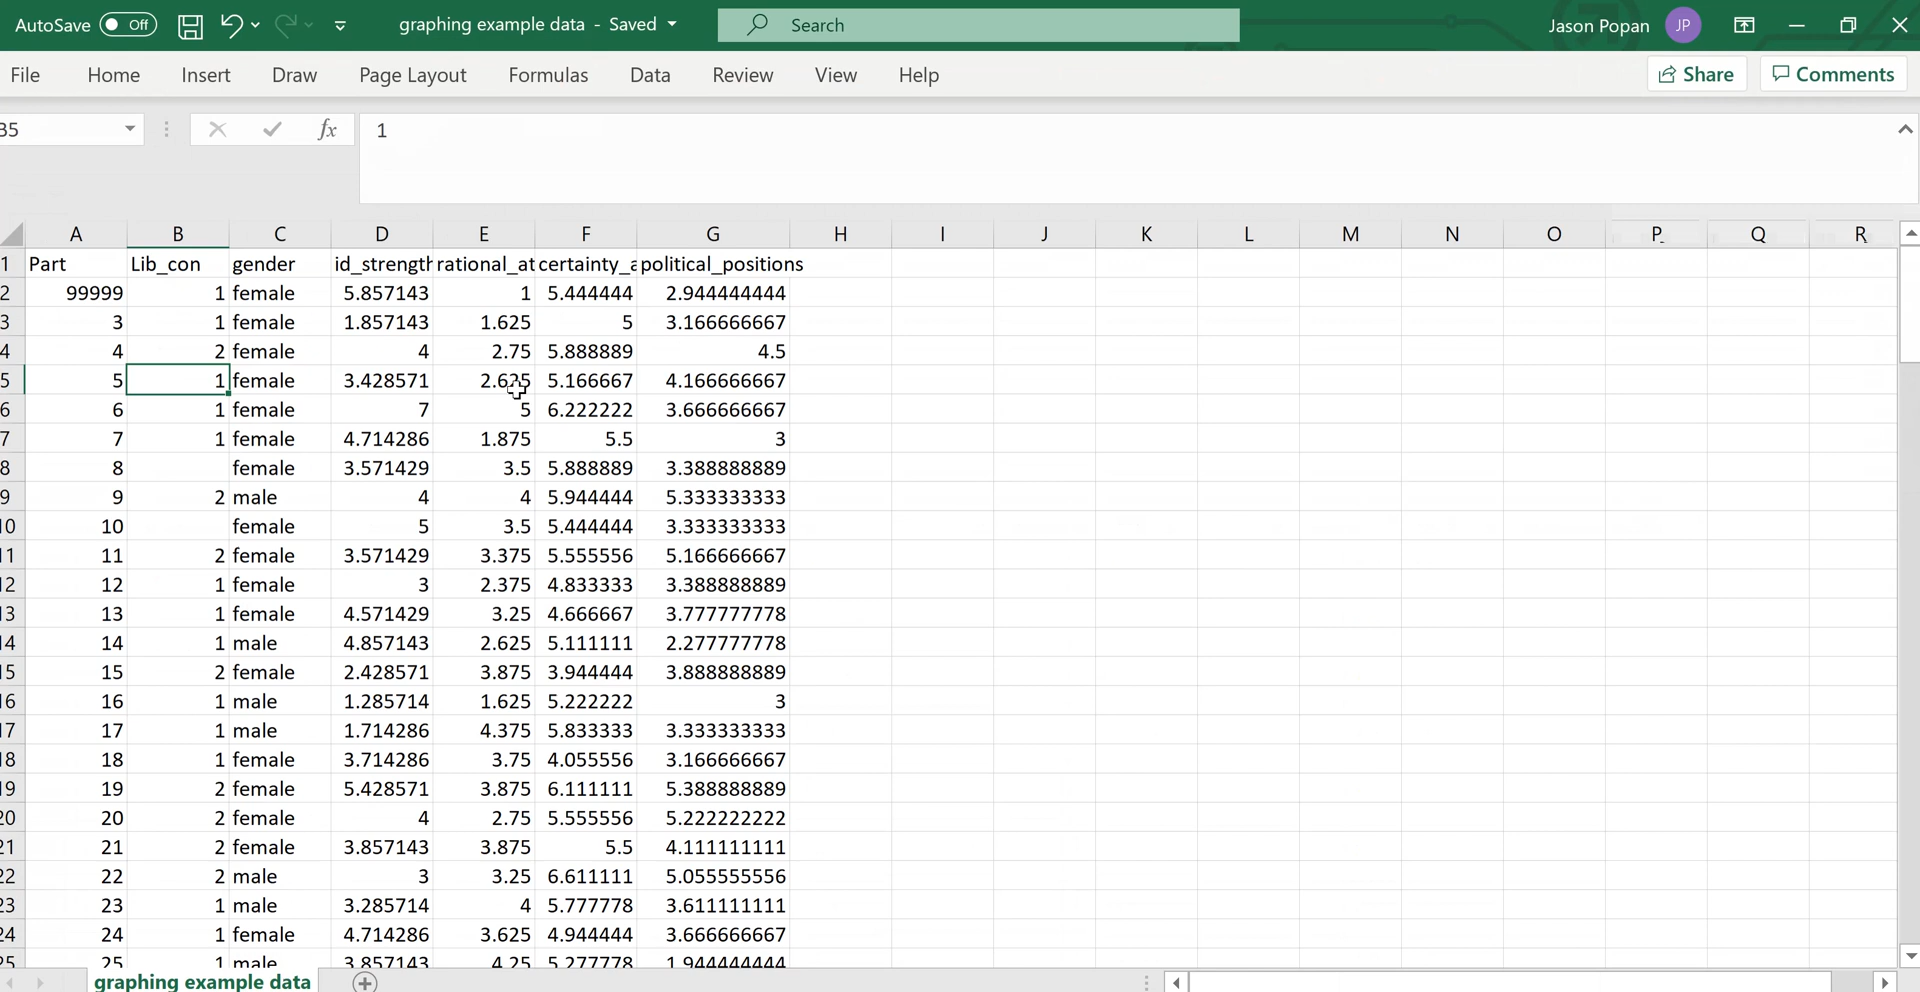 AutoSave Off graphing example data - Saved Search Jason Popan JP
File Home Insert Draw Page Layout Formulas Data Review View Help Share Comments
B5 fx 1
A B C D E F G H I J K L M N O P Q R
1 Part Lib_con gender id_strength rational_at certainty_a political_positions
2 99999 1 female 5.857143 1 5.444444 2.944444444
3 3 1 female 1.857143 1.625 5 3.166666667
4 4 2 female 4 2.75 5.888889 4.5
5 5 1 female 3.428571 2.625 5.166667 4.166666667
6 6 1 female 7 5 6.222222 3.666666667
7 7 1 female 4.714286 1.875 5.5 3
8 8 female 3.571429 3.5 5.888889 3.388888889
9 9 2 male 4 4 5.944444 5.333333333
10 10 female 5 3.5 5.444444 3.333333333
11 11 2 female 3.571429 3.375 5.555556 5.166666667
12 12 1 female 3 2.375 4.833333 3.388888889
13 13 1 female 4.571429 3.25 4.666667 3.777777778
14 14 1 male 4.857143 2.625 5.111111 2.277777778
15 15 2 female 2.428571 3.875 3.944444 3.888888889
16 16 1 male 1.285714 1.625 5.222222 3
17 17 1 male 1.714286 4.375 5.833333 3.333333333
18 18 1 female 3.714286 3.75 4.055556 3.166666667
19 19 2 female 5.428571 3.875 6.111111 5.388888889
20 20 2 female 4 2.75 5.555556 5.222222222
21 21 2 female 3.857143 3.875 5.5 4.111111111
22 22 2 male 3 3.25 6.611111 5.055555556
23 23 1 male 3.285714 4 5.777778 3.611111111
24 24 1 female 4.714286 3.625 4.944444 3.666666667
25 25 1 male 3.857143 4.25 5.277778 1.944444444
graphing example data